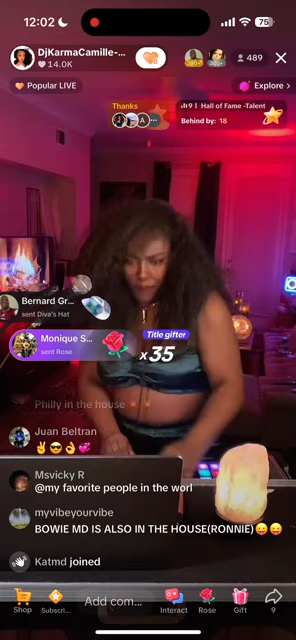 12:02
75
DjKarmaCamille-...
14.0K
489
Popular LIVE
Explore >
Thanks
A
Hall of Fame -Talent
Behind by: 18
Bernard Gr...
sent Diva's Hat
Title gifter
Monique S...
sent Rose
x35
Philly in the house
Juan Beltran
Msvicky R
@my favorite people in the worl
myvibeyourvibe
BOWIE MD IS ALSO IN THE HOUSE(RONNIE)
Katmd joined
Add com...
Shop
Subscri...
Interact
Rose
Gift
9